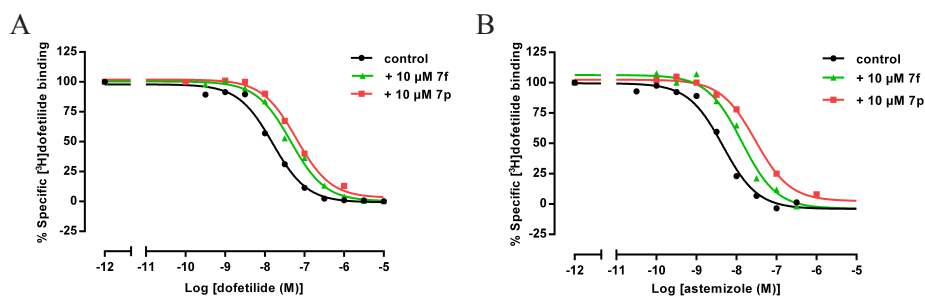 A
125
100
75
50
25
0
-25
% Specific [³H]dofetilide binding
-12
-11
-10
-9
-8
-7
-6
-5
Log [dofetilide (M)]
control
+ 10 µM 7f
+ 10 µM 7p
B
125
100
75
50
25
0
-25
% Specific [³H]dofetilide binding
-12
-11
-10
-9
-8
-7
-6
-5
Log [astemizole (M)]
control
+ 10 µM 7f
+ 10 µM 7p